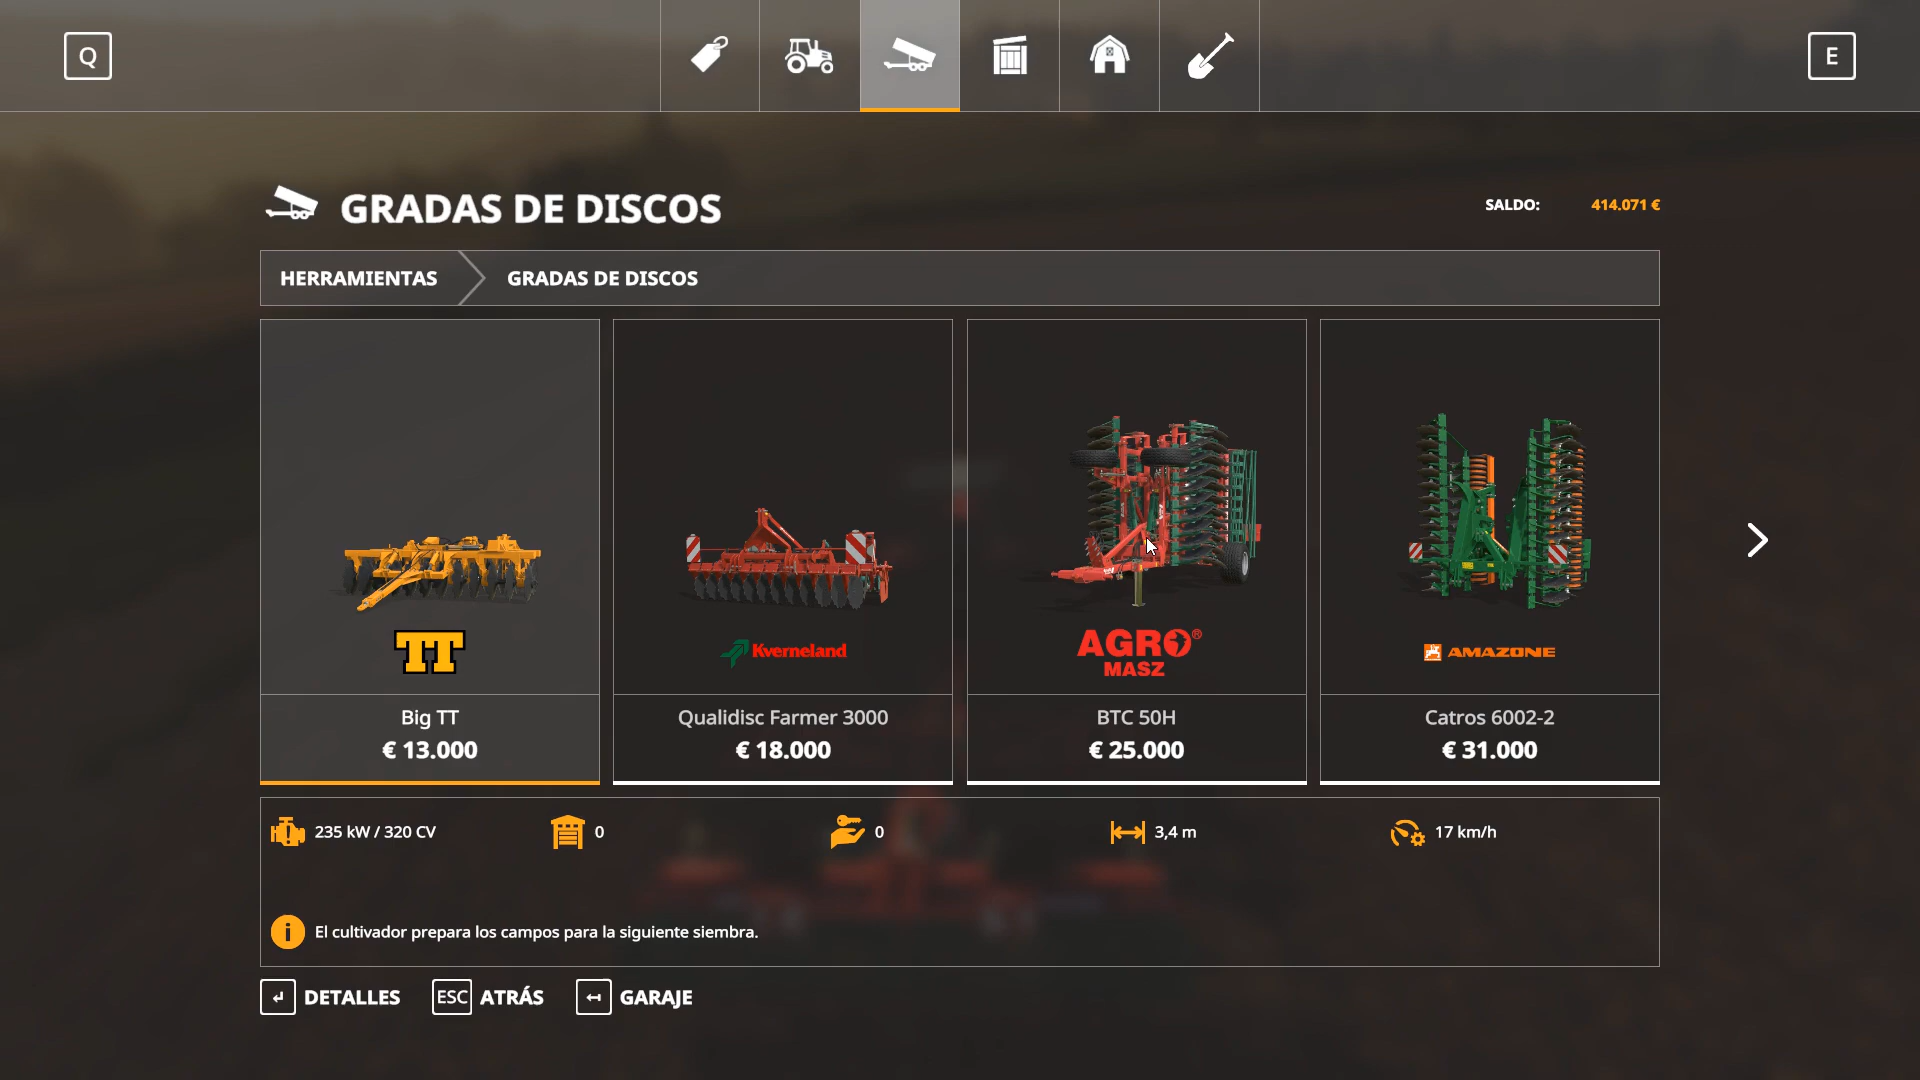 Q
E
GRADAS DE DISCOS
SALDO: 414.071 €
HERRAMIENTAS GRADAS DE DISCOS
TT
Kverneland
AGRO®
MASZ
AMAZONE
Big TT
€ 13.000
Qualidisc Farmer 3000
€ 18.000
BTC 50H
€ 25.000
Catros 6002-2
€ 31.000
235 kW / 320 CV
0
0
3,4 m
17 km/h
i El cultivador prepara los campos para la siguiente siembra.
DETALLES ESC ATRÁS GARAJE